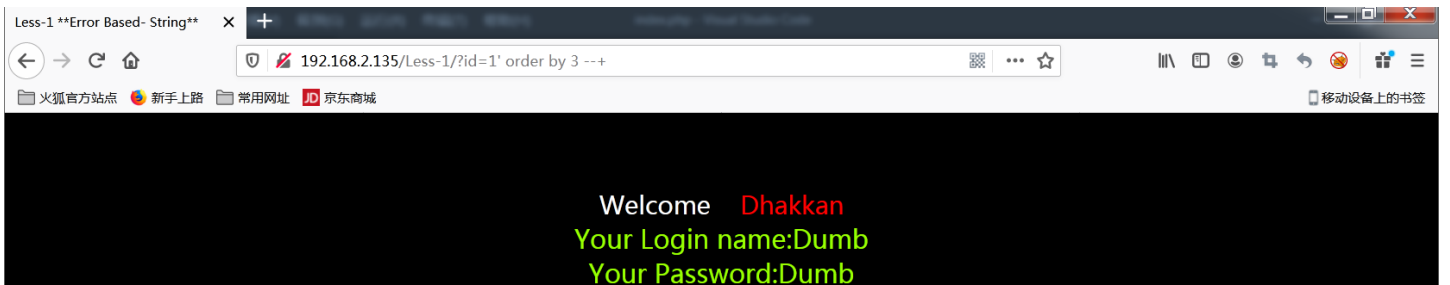 Less-1 **Error Based- String**
192.168.2.135/Less-1/?id=1' order by 3 --+
火狐官方站点 新手上路 常用网址 JD 京东商城 移动设备上的书签
Welcome Dhakkan
Your Login name:Dumb
Your Password:Dumb